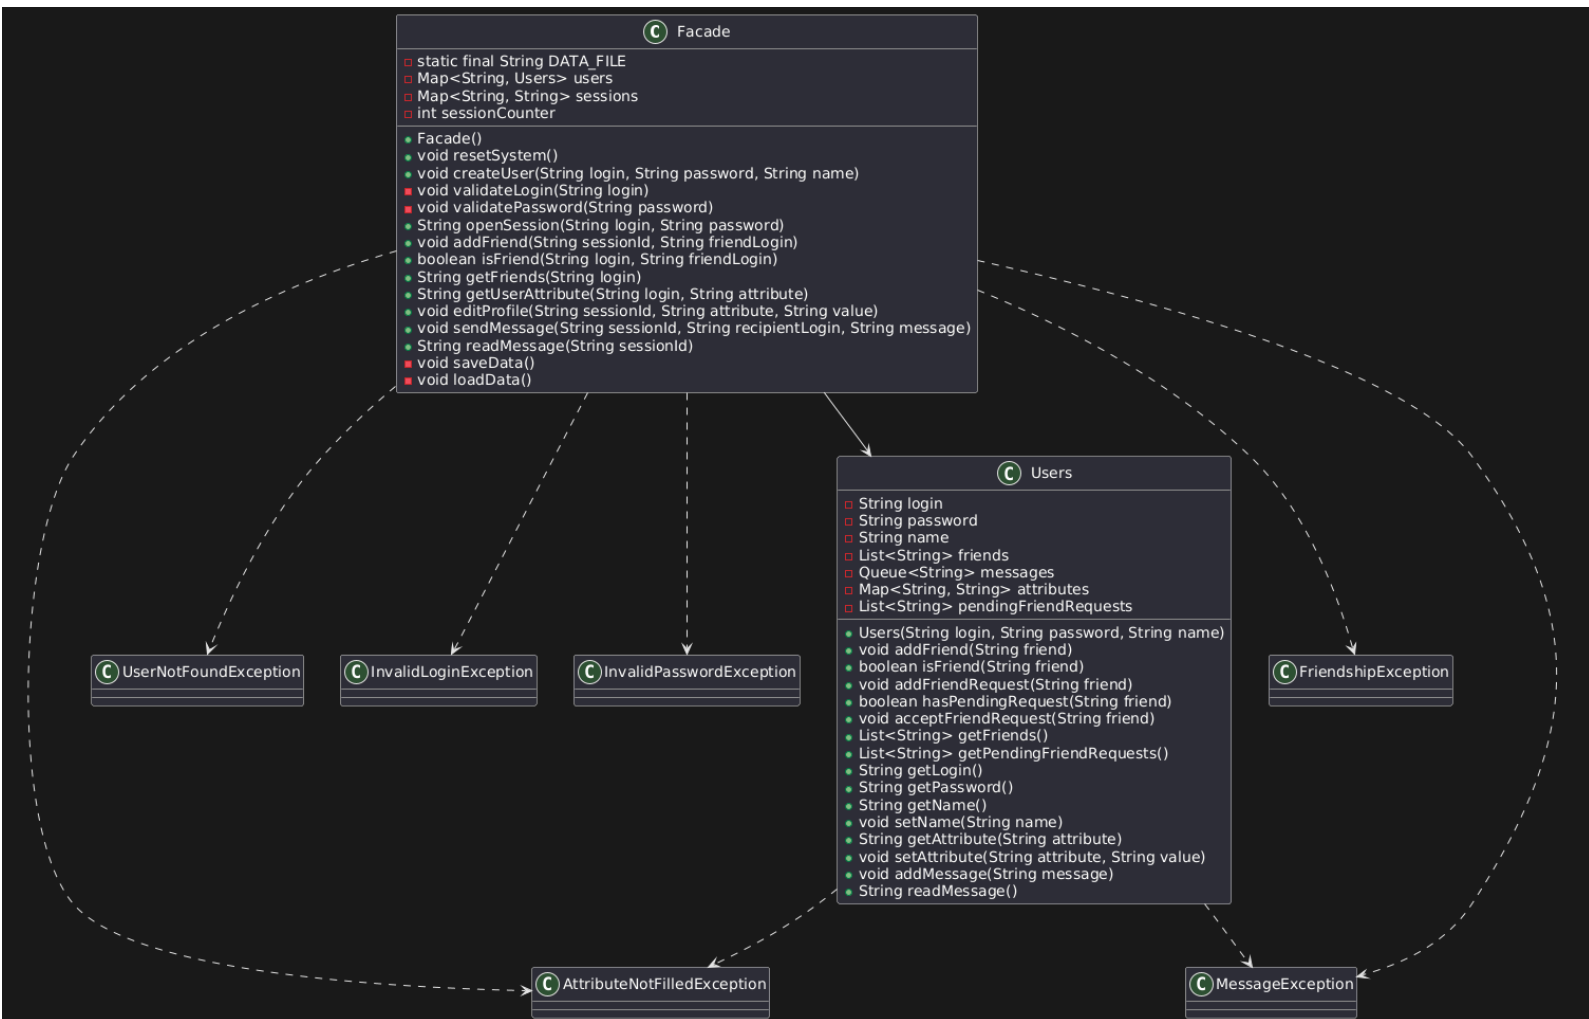 C Facade
static final String DATA_FILE
Map<String, Users> users
Map<String, String> sessions
int sessionCounter
Facade()
void resetSystem()
void createUser(String login, String password, String name)
void validateLogin(String login)
void validatePassword(String password)
String openSession(String login, String password)
void addFriend(String sessionId, String friendLogin)
boolean isFriend(String login, String friendLogin)
String getFriends(String login)
String getUserAttribute(String login, String attribute)
void editProfile(String sessionId, String attribute, String value)
void sendMessage(String sessionId, String recipientLogin, String message)
String readMessage(String sessionId)
void saveData()
void loadData()
C Users
String login
String password
String name
List<String> friends
Queue<String> messages
Map<String, String> attributes
List<String> pendingFriendRequests
Users(String login, String password, String name)
void addFriend(String friend)
boolean isFriend(String friend)
void addFriendRequest(String friend)
boolean hasPendingRequest(String friend)
void acceptFriendRequest(String friend)
List<String> getFriends()
List<String> getPendingFriendRequests()
String getLogin()
String getPassword()
String getName()
void setName(String name)
String getAttribute(String attribute)
void setAttribute(String attribute, String value)
void addMessage(String message)
String readMessage()
C UserNotFoundException
C InvalidLoginException
C InvalidPasswordException
C FriendshipException
C AttributeNotFilledException
C MessageException